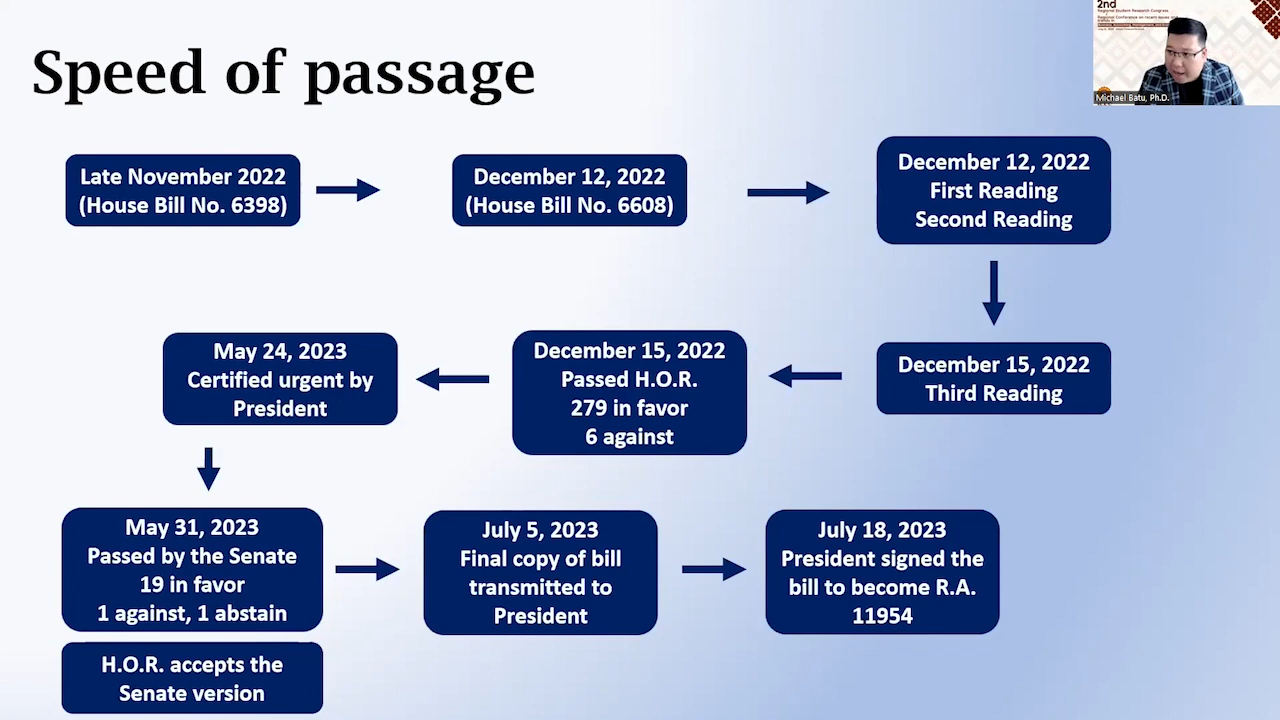 Speed of passage
2nd
Regional Student Research Congress
Michael Batu, Ph.D.
Late November 2022
(House Bill No. 6398)
December 12, 2022
(House Bill No. 6608)
December 12, 2022
First Reading
Second Reading
December 15, 2022
Third Reading
December 15, 2022
Passed H.O.R.
279 in favor
6 against
May 24, 2023
Certified urgent by
President
May 31, 2023
Passed by the Senate
19 in favor
1 against, 1 abstain
H.O.R. accepts the
Senate version
July 5, 2023
Final copy of bill
transmitted to
President
July 18, 2023
President signed the
bill to become R.A.
11954